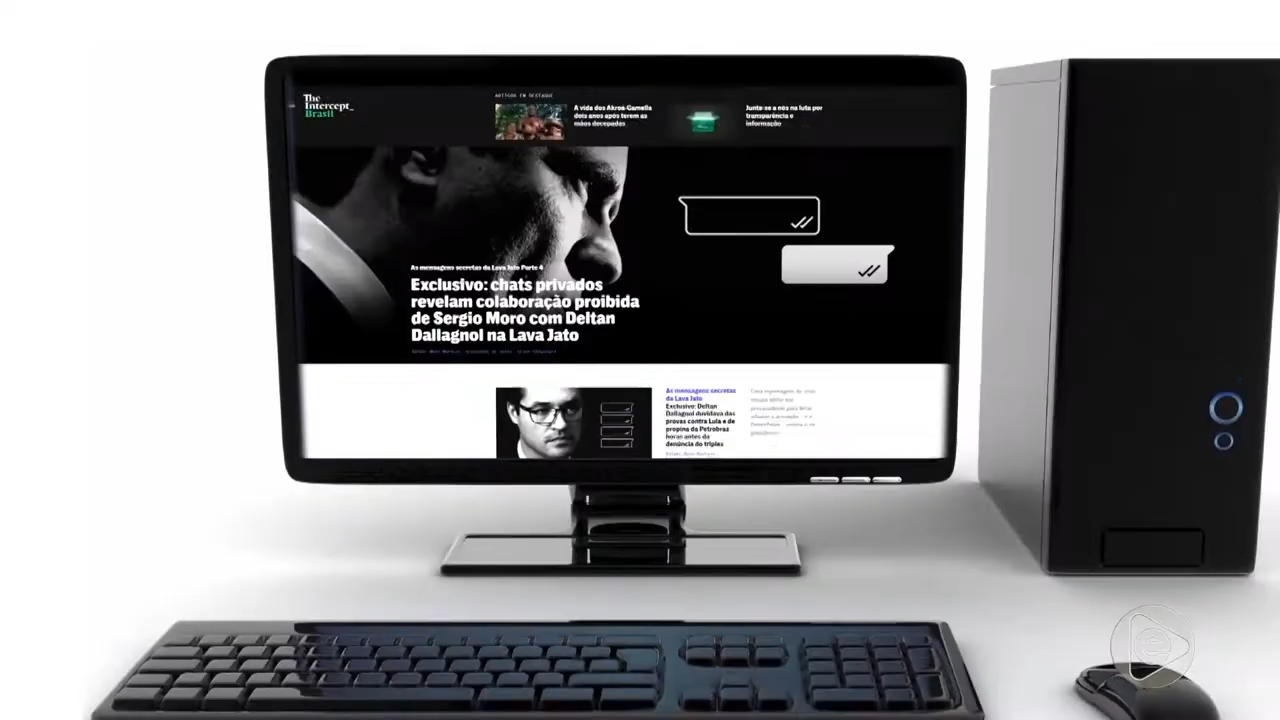 The
Intercept_
Brasil
ARTIGOS EM DESTAQUE
A vida dos Akroá-Gamella
dois anos após terem as
mãos decepadas
Junte-se a nós na luta por
transparência e
informação
As mensagens secretas da Lava Jato Parte 4
Exclusivo: chats privados
revelam colaboração proibida
de Sergio Moro com Deltan
Dallagnol na Lava Jato
As mensagens secretas
da Lava Jato
Exclusivo: Deltan
Dallagnol duvidava das
provas contra Lula e de
propina da Petrobras
horas antes da
denúncia do triplex
e